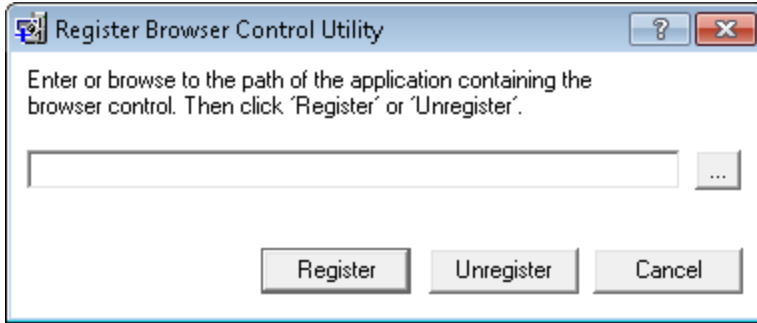 Register Browser Control Utility
?
Enter or browse to the path of the application containing the
browser control. Then click ´Register´ or ´Unregister´.
...
Register Unregister Cancel